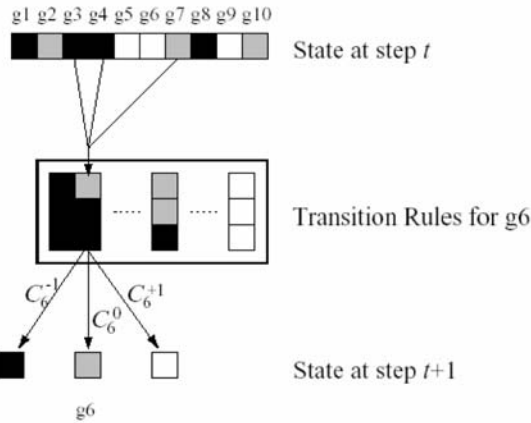 g1 g2 g3 g4 g5 g6 g7 g8 g9 g10
State at step t
Transition Rules for g6
C₆⁻¹ C₆⁰ C₆⁺¹
State at step t+1
g6